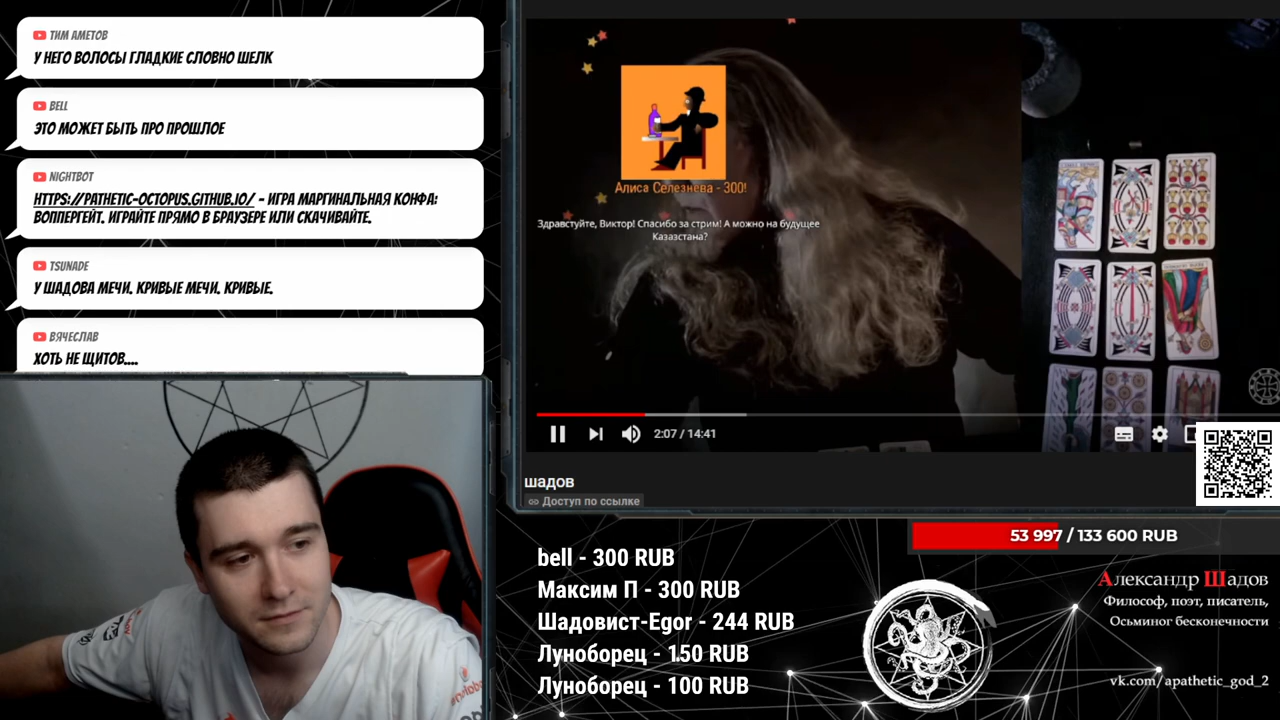 ТИМ АМЕТОВ
У НЕГО ВОЛОСЫ ГЛАДКИЕ СЛОВНО ШЕЛК
BELL
ЭТО МОЖЕТ БЫТЬ ПРО ПРОШЛОЕ
NIGHTBOT
HTTPS://PATHETIC-OCTOPUS.GITHUB.IO/ - ИГРА МАРГИНАЛЬНАЯ КОНФА:
ВОППЕРГЕЙТ. ИГРАЙТЕ ПРЯМО В БРАУЗЕРЕ ИЛИ СКАЧИВАЙТЕ.
TSUNADE
У ШАДОВА МЕЧИ. КРИВЫЕ МЕЧИ. КРИВЫЕ.
ВЯЧЕСЛАВ
ХОТЬ НЕ ЩИТОВ....
Алиса Селезнева - 300!
Здравстуйте, Виктор! Спасибо за стрим! А можно на будущее
Казазстана?
2:07 / 14:41
шадов
Доступ по ссылке
53 997 / 133 600 RUB
bell - 300 RUB
Максим П - 300 RUB
Шадовист-Egor - 244 RUB
Луноборец - 150 RUB
Луноборец - 100 RUB
Александр Шадов
Философ, поэт, писатель,
Осьминог бесконечности
vk.com/apathetic_god_2